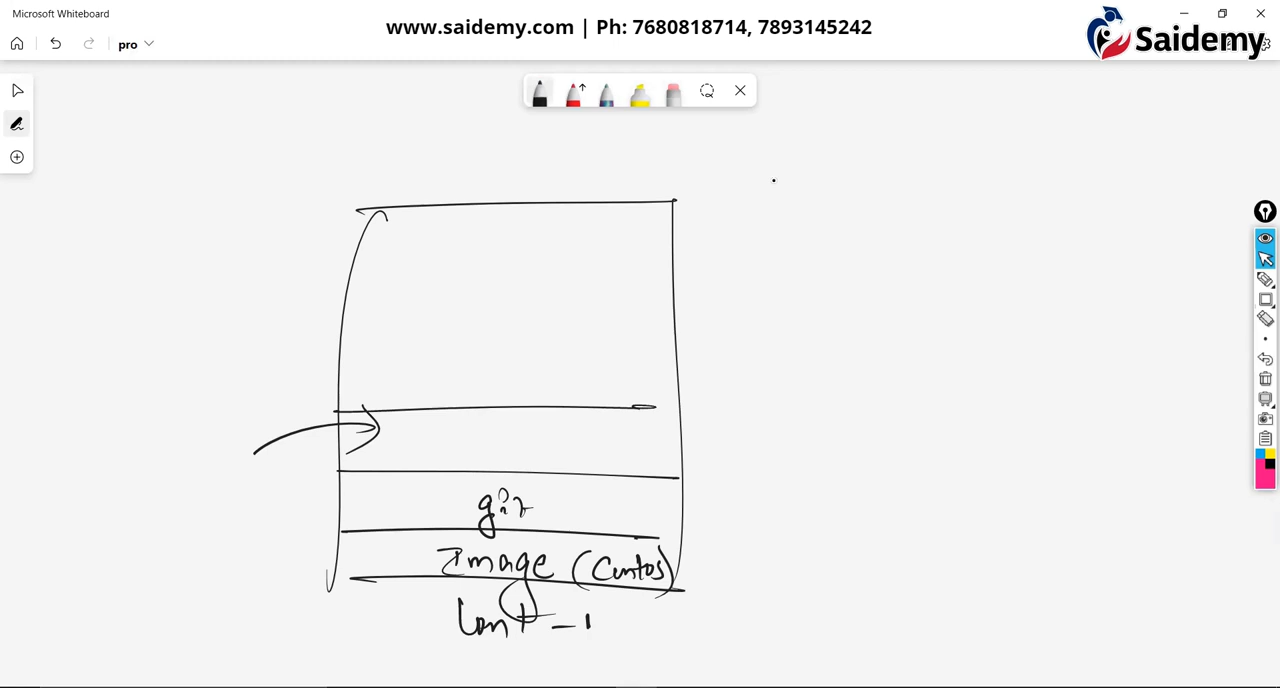 Microsoft Whiteboard
www.saidemy.com | Ph: 7680818714, 7893145242
Saidemy
pro
git
Image (Centos)
Cont - 1